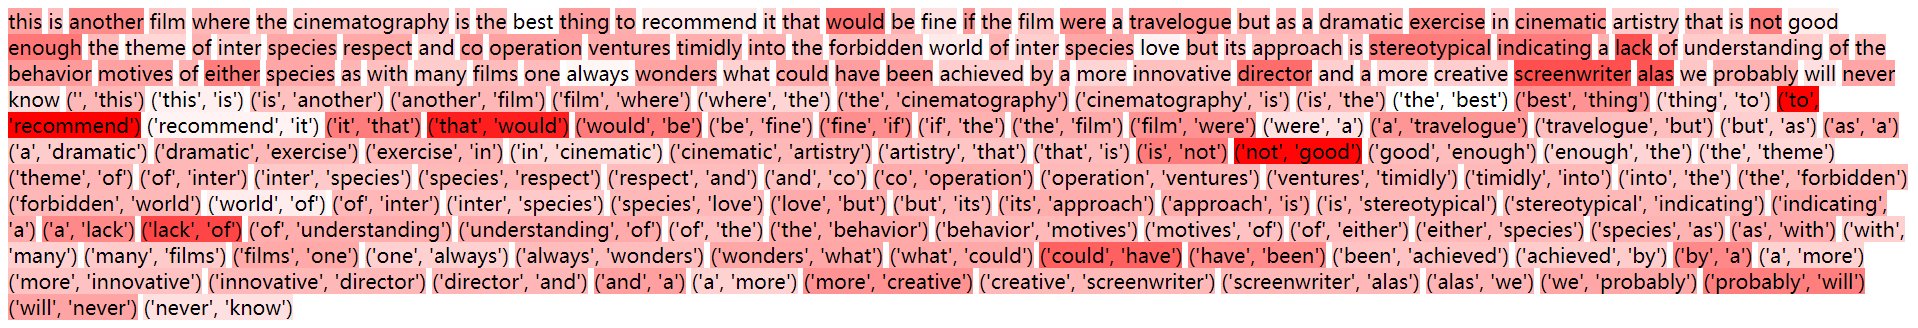 this is another film where the cinematography is the best thing to recommend it that would be fine if the film were a travelogue but as a dramatic exercise in cinematic artistry that is not good
enough the theme of inter species respect and co operation ventures timidly into the forbidden world of inter species love but its approach is stereotypical indicating a lack of understanding of the
behavior motives of either species as with many films one always wonders what could have been achieved by a more innovative director and a more creative screenwriter alas we probably will never
know ('', 'this') ('this', 'is') ('is', 'another') ('another', 'film') ('film', 'where') ('where', 'the') ('the', 'cinematography') ('cinematography', 'is') ('is', 'the') ('the', 'best') ('best', 'thing') ('thing', 'to') ('to',
'recommend') ('recommend', 'it') ('it', 'that') ('that', 'would') ('would', 'be') ('be', 'fine') ('fine', 'if') ('if', 'the') ('the', 'film') ('film', 'were') ('were', 'a') ('a', 'travelogue') ('travelogue', 'but') ('but', 'as') ('as', 'a')
('a', 'dramatic') ('dramatic', 'exercise') ('exercise', 'in') ('in', 'cinematic') ('cinematic', 'artistry') ('artistry', 'that') ('that', 'is') ('is', 'not') ('not', 'good') ('good', 'enough') ('enough', 'the') ('the', 'theme')
('theme', 'of') ('of', 'inter') ('inter', 'species') ('species', 'respect') ('respect', 'and') ('and', 'co') ('co', 'operation') ('operation', 'ventures') ('ventures', 'timidly') ('timidly', 'into') ('into', 'the') ('the', 'forbidden')
('forbidden', 'world') ('world', 'of') ('of', 'inter') ('inter', 'species') ('species', 'love') ('love', 'but') ('but', 'its') ('its', 'approach') ('approach', 'is') ('is', 'stereotypical') ('stereotypical', 'indicating') ('indicating',
'a') ('a', 'lack') ('lack', 'of') ('of', 'understanding') ('understanding', 'of') ('of', 'the') ('the', 'behavior') ('behavior', 'motives') ('motives', 'of') ('of', 'either') ('either', 'species') ('species', 'as') ('as', 'with') ('with',
'many') ('many', 'films') ('films', 'one') ('one', 'always') ('always', 'wonders') ('wonders', 'what') ('what', 'could') ('could', 'have') ('have', 'been') ('been', 'achieved') ('achieved', 'by') ('by', 'a') ('a', 'more')
('more', 'innovative') ('innovative', 'director') ('director', 'and') ('and', 'a') ('a', 'more') ('more', 'creative') ('creative', 'screenwriter') ('screenwriter', 'alas') ('alas', 'we') ('we', 'probably') ('probably', 'will')
('will', 'never') ('never', 'know')